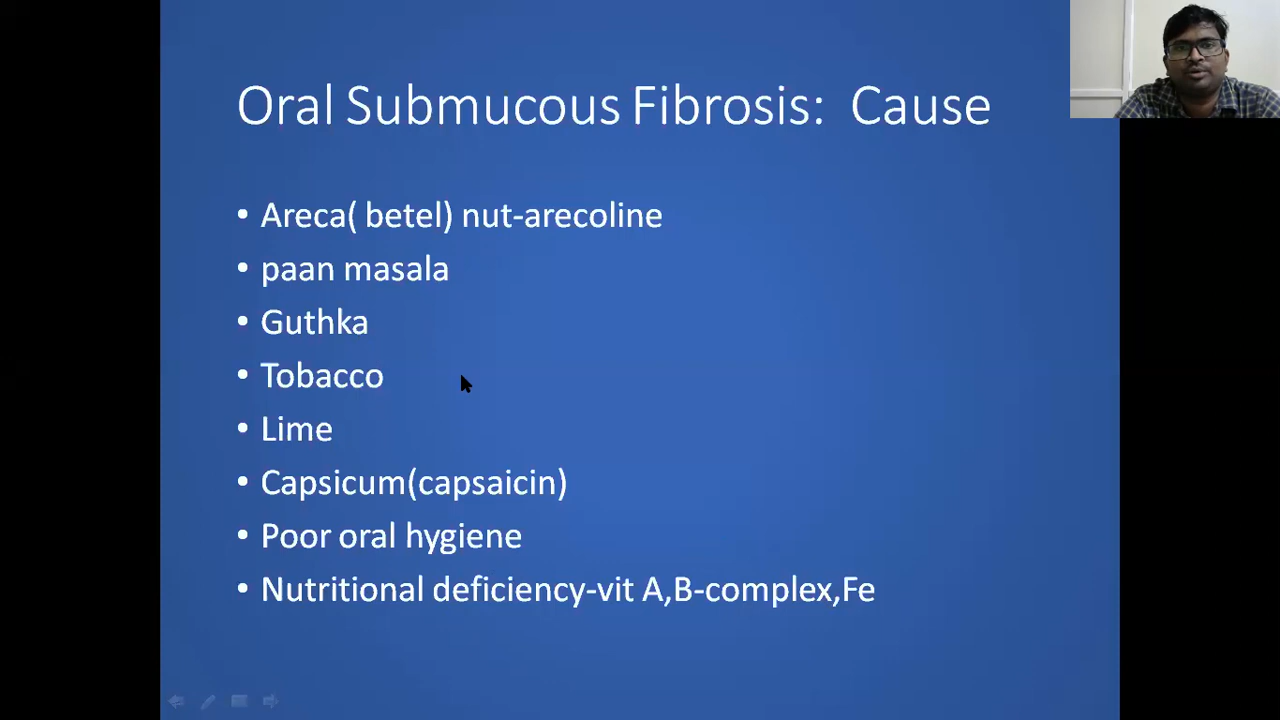 Oral Submucous Fibrosis: Cause
• Areca( betel) nut-arecoline
• paan masala
• Guthka
• Tobacco
• Lime
• Capsicum(capsaicin)
• Poor oral hygiene
• Nutritional deficiency-vit A,B-complex,Fe